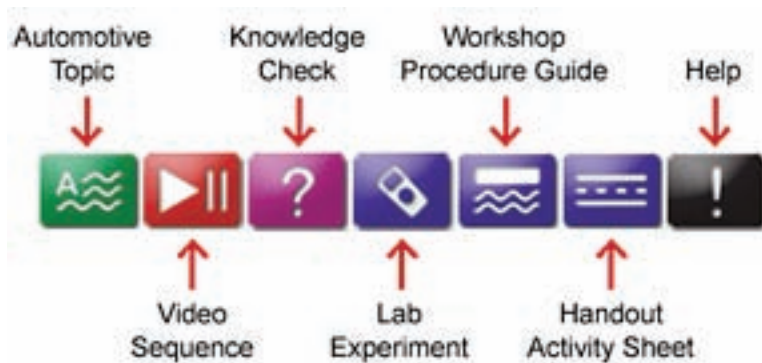 Automotive
Topic
Knowledge
Check
Workshop
Procedure Guide
Help
A
?
!
Video
Sequence
Lab
Experiment
Handout
Activity Sheet